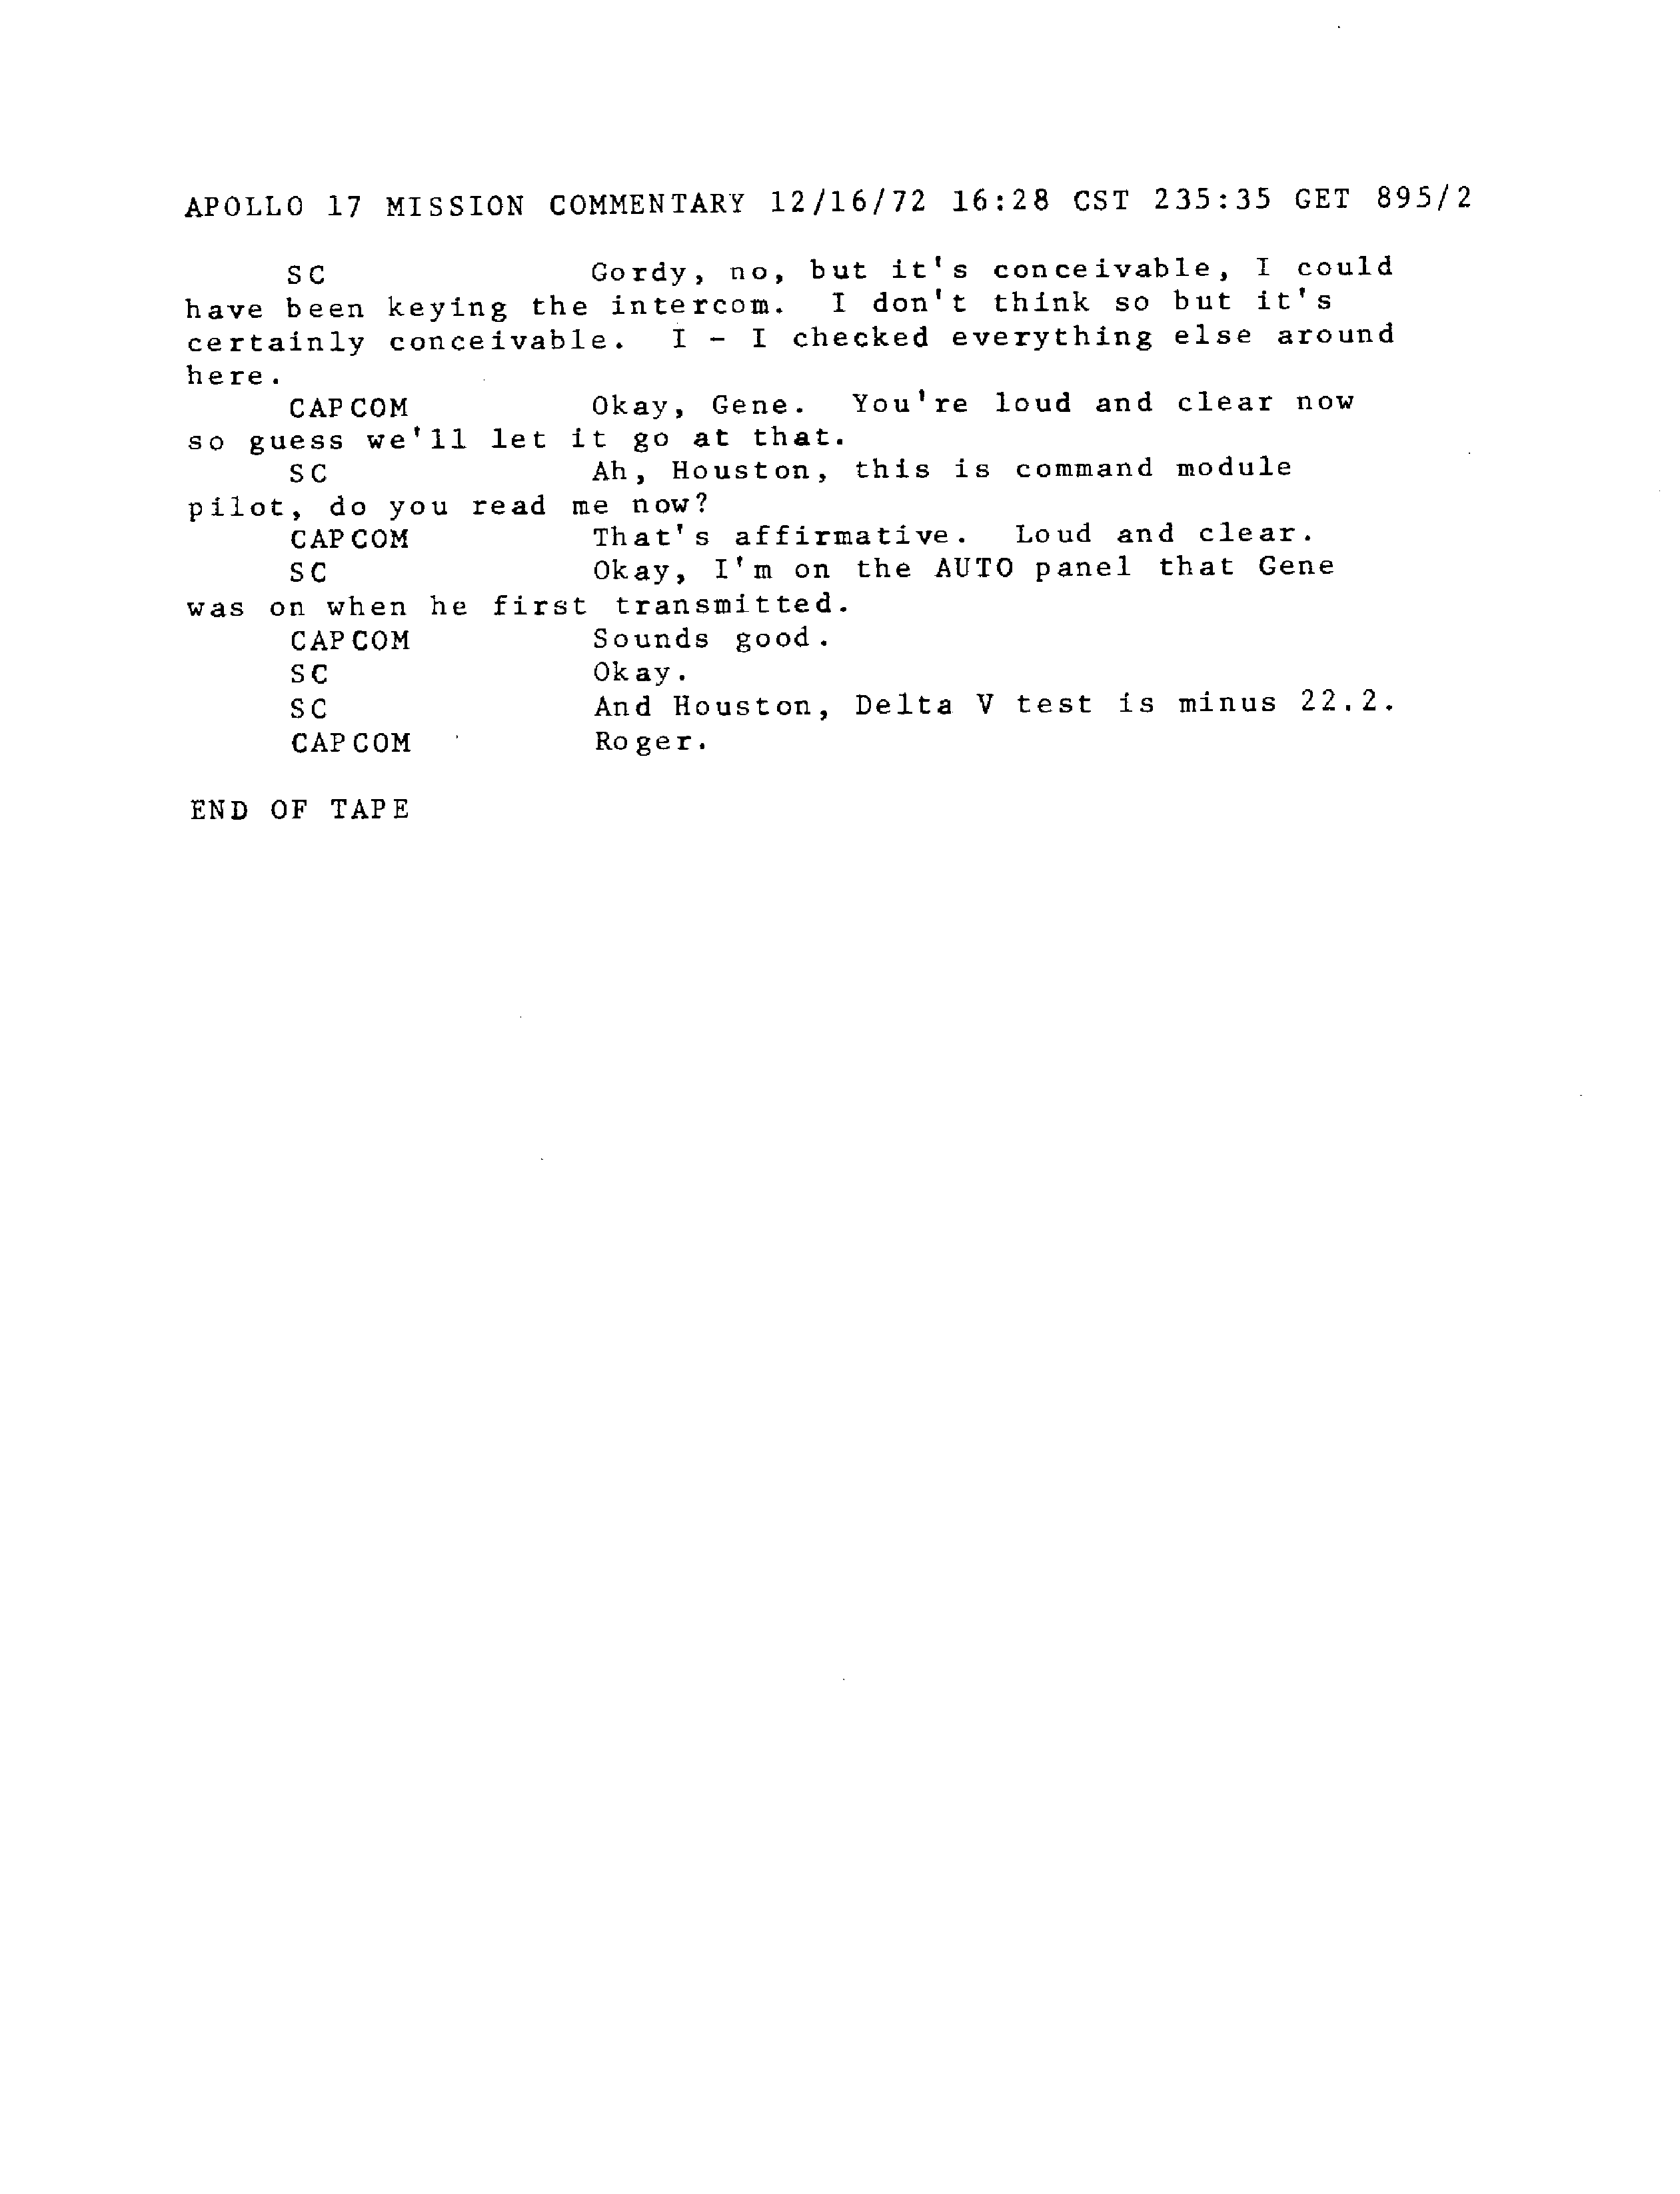 APOLLO 17 MISSION COMMENTARY 12/16/72 16:28 CST 235:35 GET 895/2
SC Gordy, no, but it's conceivable, I could
have been keying the intercom. I don't think so but it's
certainly conceivable. I - I checked everything else around
here.
CAPCOM Okay, Gene. You're loud and clear now
so guess we'll let it go at that.
SC Ah, Houston, this is command module
pilot, do you read me now?
CAPCOM That's affirmative. Loud and clear.
SC Okay, I'm on the AUTO panel that Gene
was on when he first transmitted.
CAPCOM Sounds good.
SC Okay.
SC And Houston, Delta V test is minus 22.2.
CAPCOM Roger.
END OF TAPE